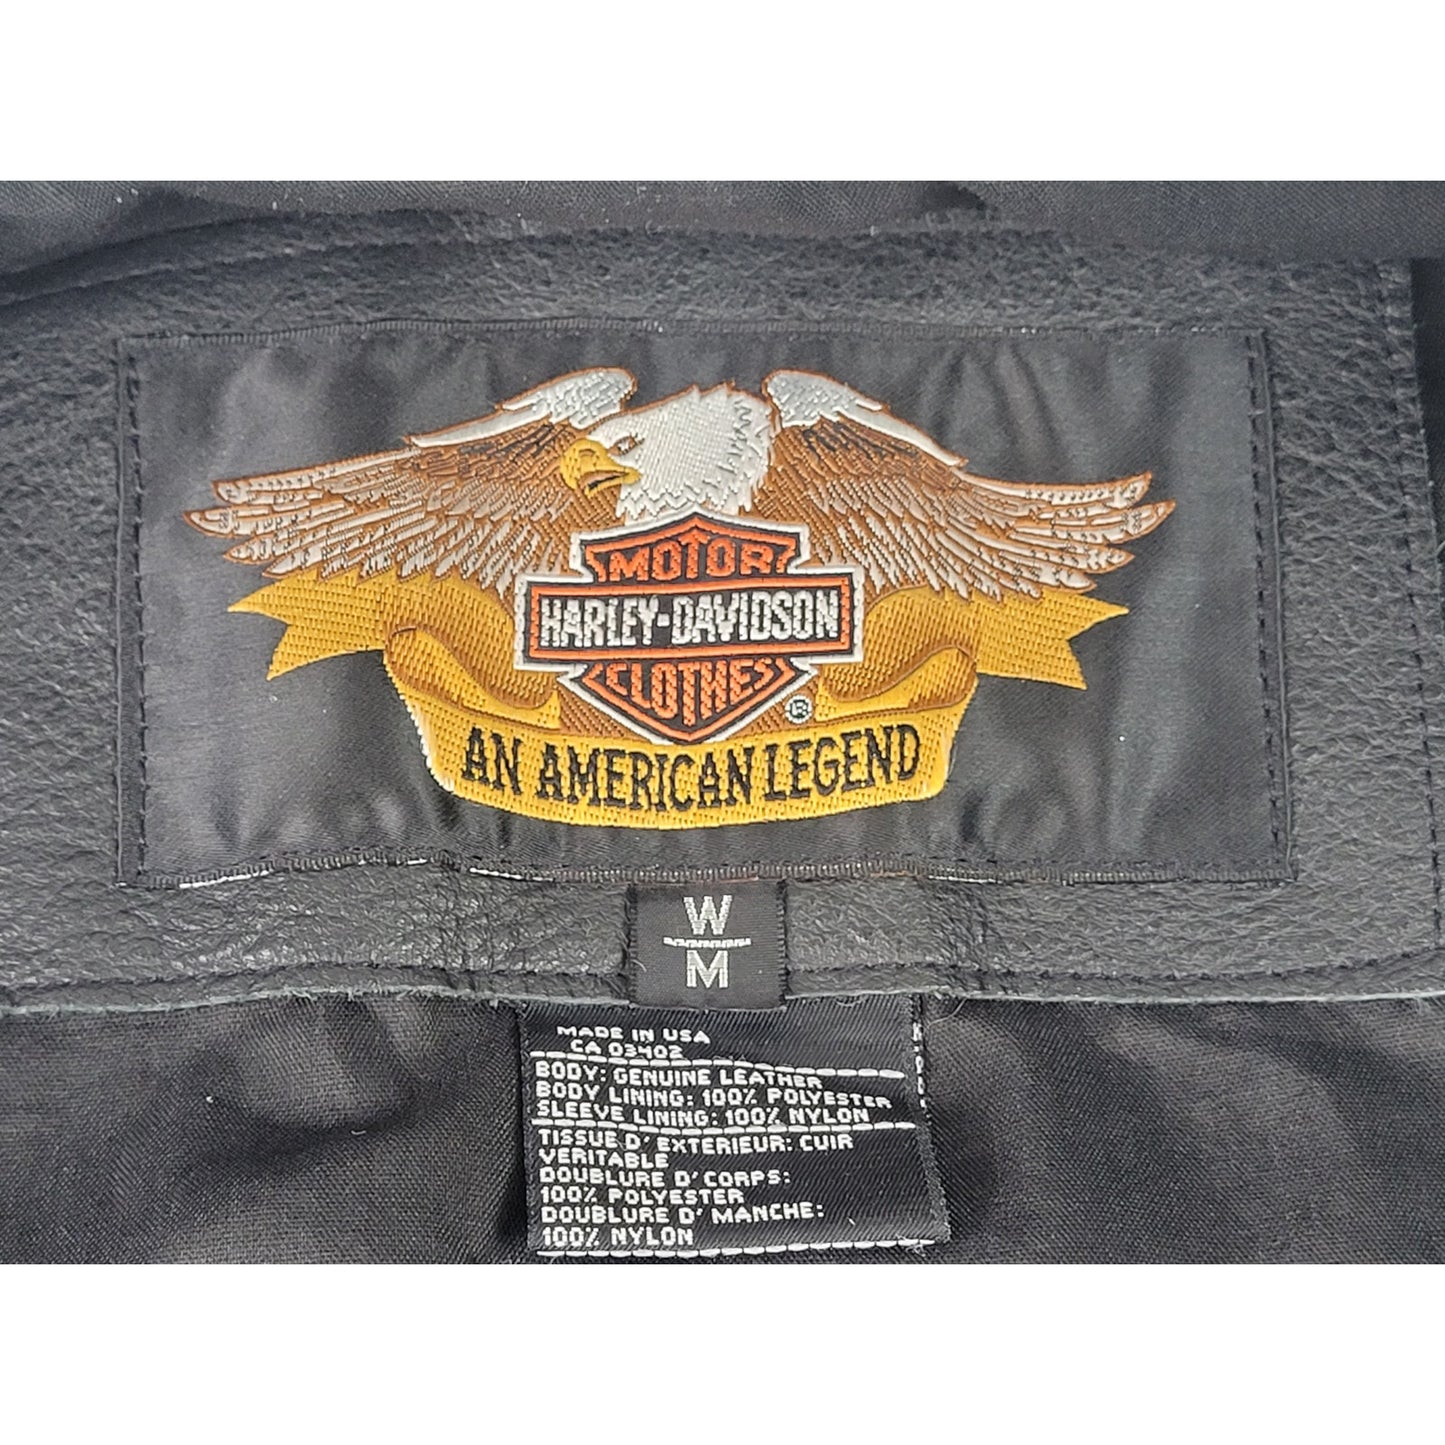 MOTOR
HARLEY-DAVIDSON
CLOTHES
®
AN AMERICAN LEGEND
W
M
MADE IN USA
CA 03402
BODY: GENUINE LEATHER
BODY LINING: 100% POLYESTER
SLEEVE LINING: 100% NYLON
TISSUE D' EXTERIEUR: CUIR
VERITABLE
DOUBLURE D' CORPS:
100% POLYESTER
DOUBLURE D' MANCHE:
100% NYLON